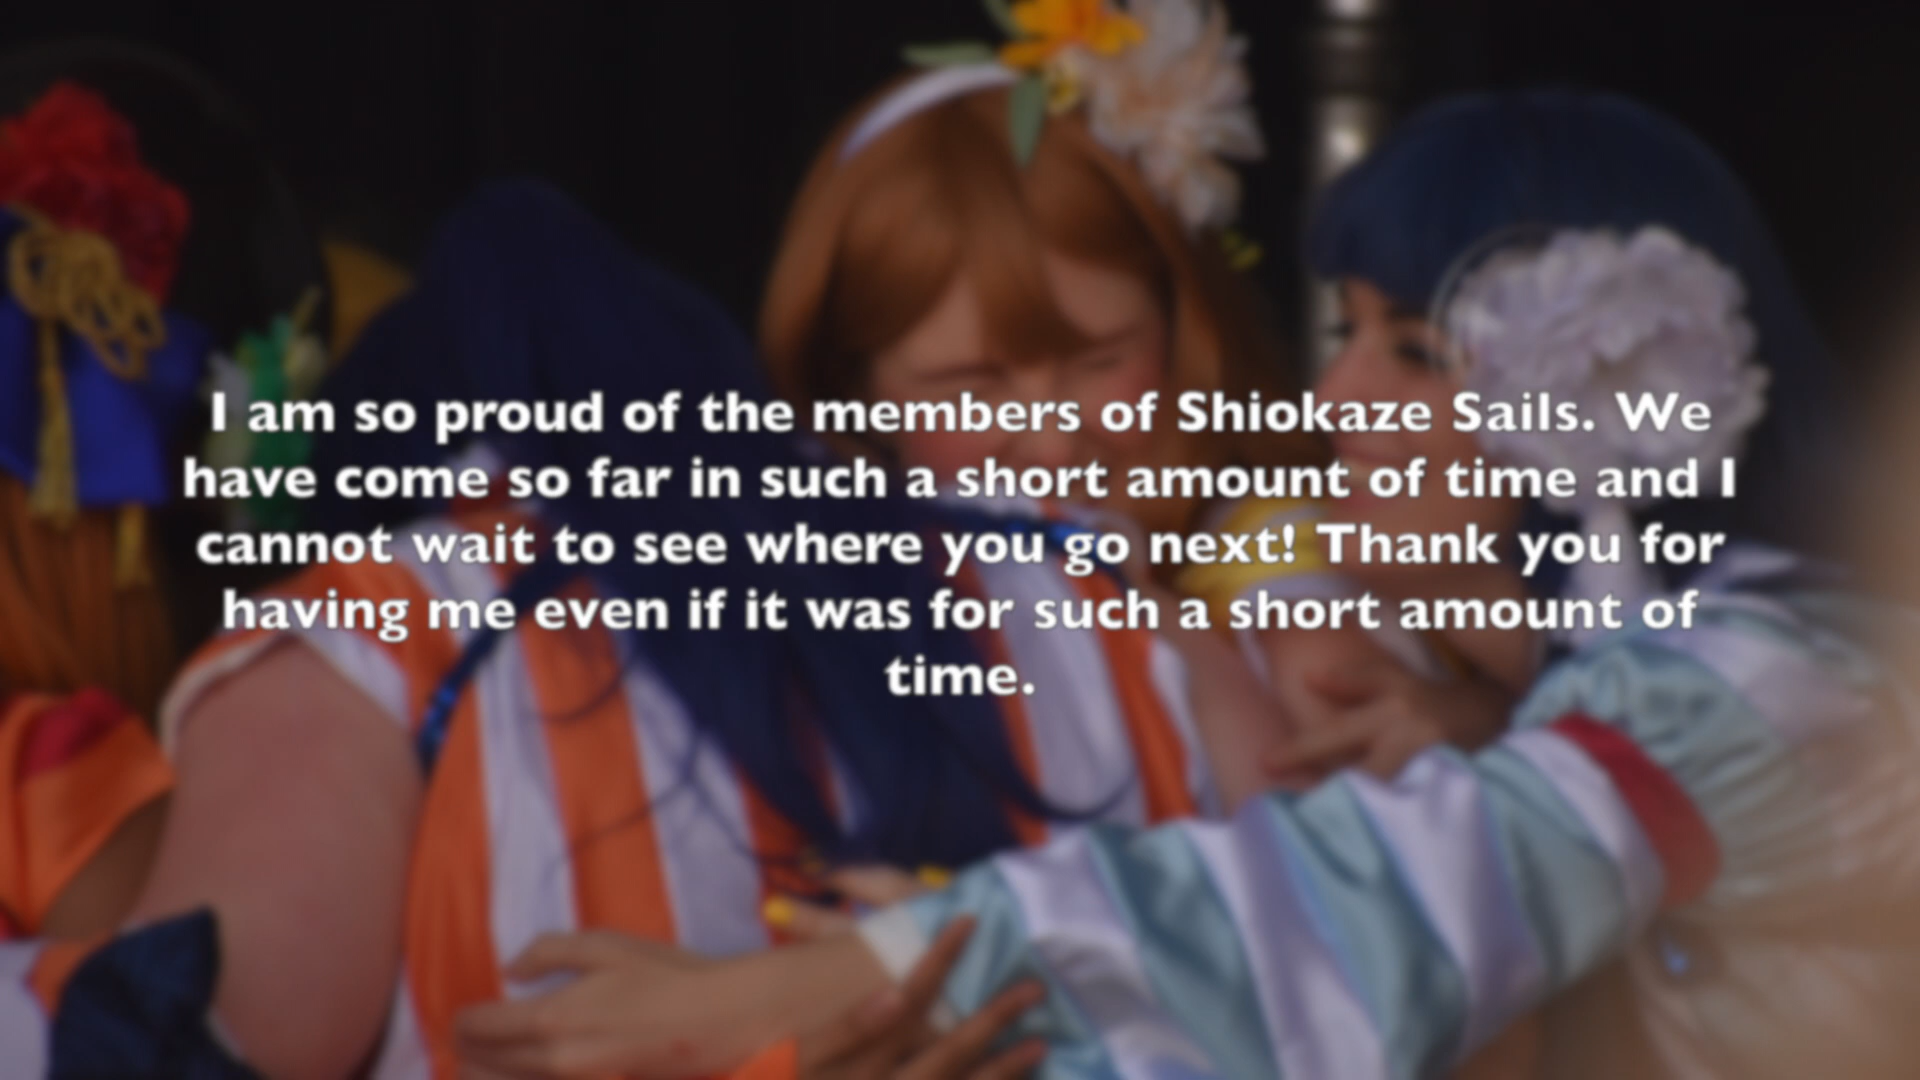 I am so proud of the members of Shiokaze Sails. We
have come so far in such a short amount of time and I
cannot wait to see where you go next! Thank you for
having me even if it was for such a short amount of
time.